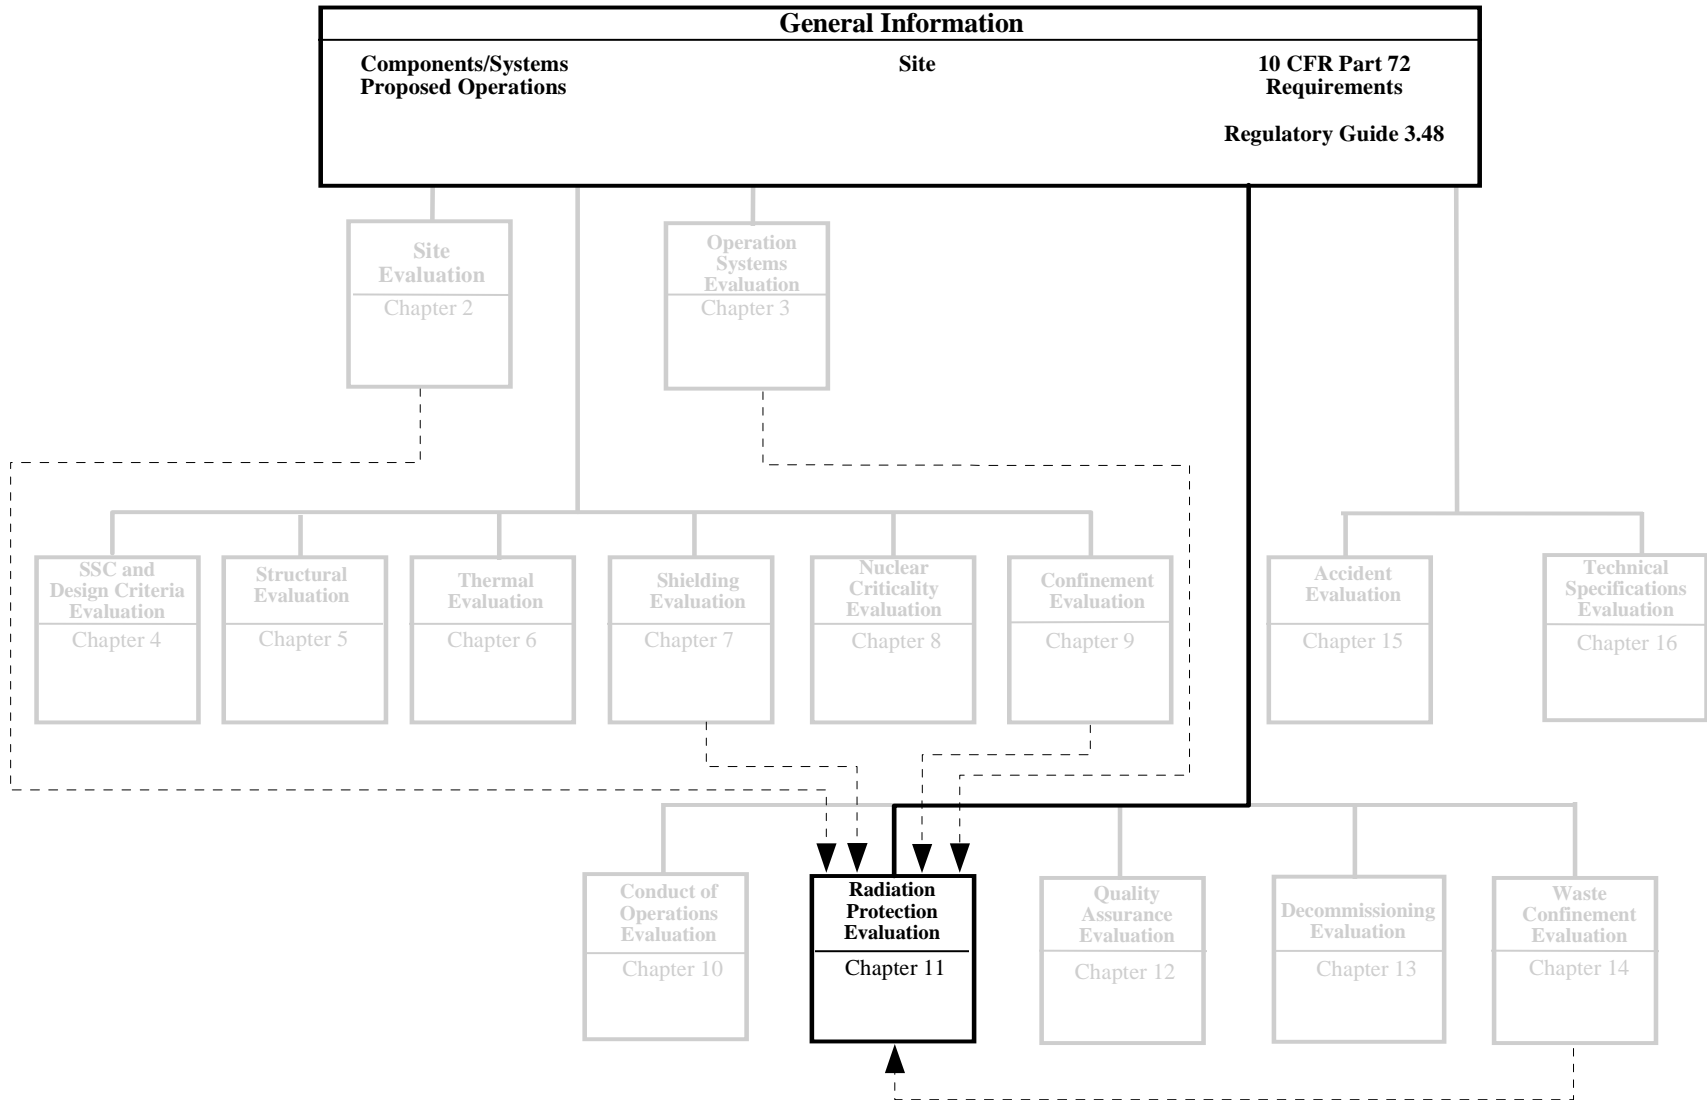 General Information
Components/Systems
Proposed Operations
Site
10 CFR Part 72
Requirements
Regulatory Guide 3.48
Site
Evaluation
Chapter 2
Operation
Systems
Evaluation
Chapter 3
SSC and
Design Criteria
Evaluation
Chapter 4
Structural
Evaluation
Chapter 5
Thermal
Evaluation
Chapter 6
Shielding
Evaluation
Chapter 7
Nuclear
Criticality
Evaluation
Chapter 8
Confinement
Evaluation
Chapter 9
Accident
Evaluation
Chapter 15
Technical
Specifications
Evaluation
Chapter 16
Conduct of
Operations
Evaluation
Chapter 10
Radiation
Protection
Evaluation
Chapter 11
Quality
Assurance
Evaluation
Chapter 12
Decommissioning
Evaluation
Chapter 13
Waste
Confinement
Evaluation
Chapter 14